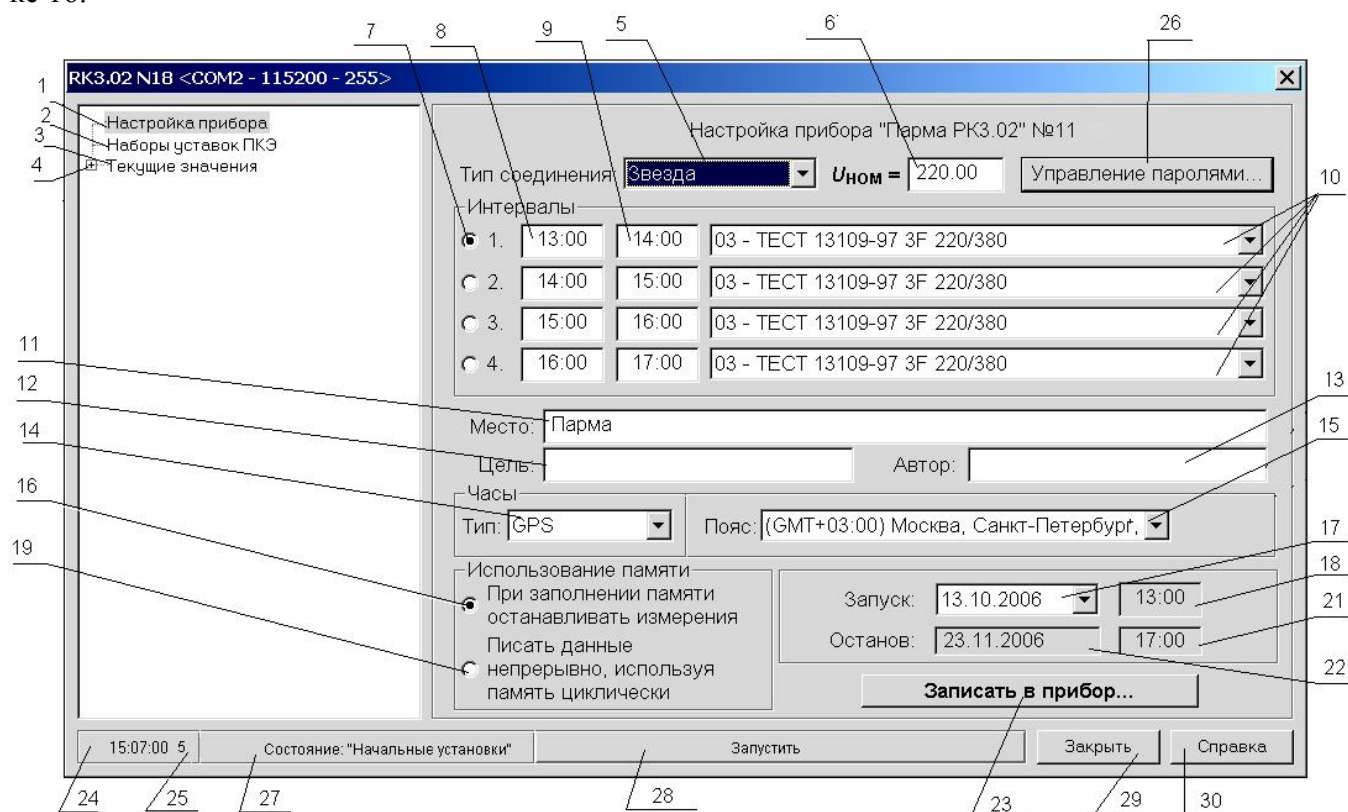 7 8 9 5 6 26
RK3.02 N18 <COM2 - 115200 - 255>
1
2
3
4
Настройка прибора
Наборы уставок ПКЭ
Текущие значения
Настройка прибора "Парма РК3.02" №11
Тип соединения: Звезда Uном = 220.00 Управление паролями...
10
Интервалы
1. 13:00 14:00 03 - ТЕСТ 13109-97 3F 220/380
2. 14:00 15:00 03 - ТЕСТ 13109-97 3F 220/380
3. 15:00 16:00 03 - ТЕСТ 13109-97 3F 220/380
4. 16:00 17:00 03 - ТЕСТ 13109-97 3F 220/380
11
12
13
Место: Парма
14
15
Цель: Автор:
Часы
16
Тип: GPS Пояс: (GMT+03:00) Москва, Санкт-Петербург,
17
19
18
Использование памяти
При заполнении памяти
останавливать измерения
Запуск: 13.10.2006 13:00
21
Писать данные
непрерывно, используя
память циклически
Останов: 23.11.2006 17:00
22
Записать в прибор...
15:07:00 5 Состояние: "Начальные установки" Запустить Закрыть Справка
24 25 27 28 23 29 30